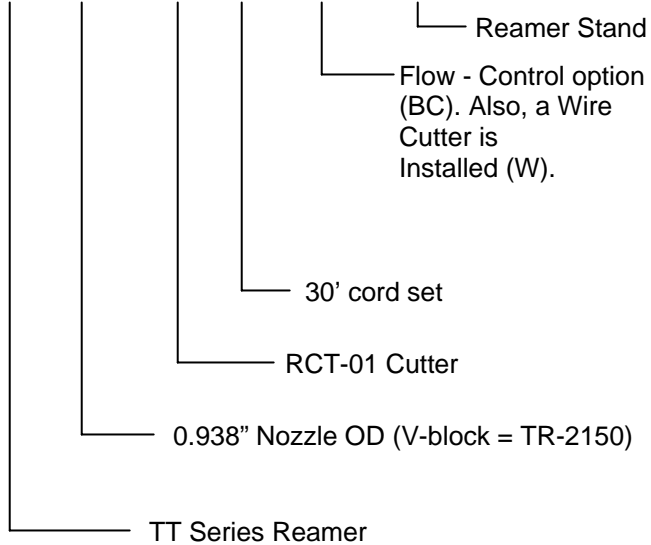 Reamer Stand
Flow - Control option
(BC). Also, a Wire
Cutter is
Installed (W).
30’ cord set
RCT-01 Cutter
0.938” Nozzle OD (V-block = TR-2150)
TT Series Reamer